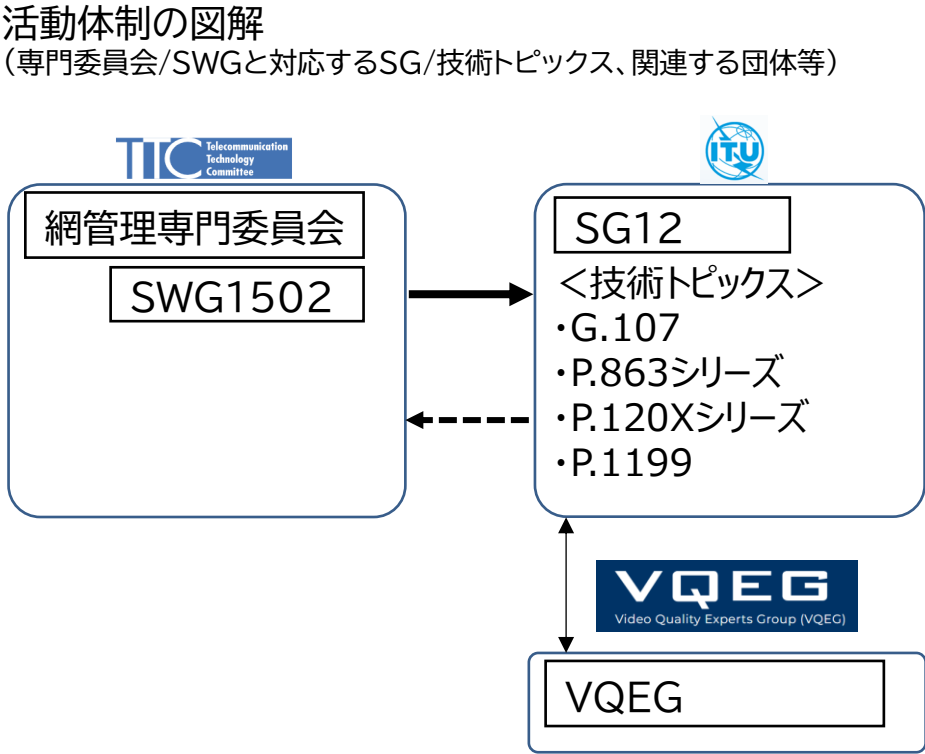 活動体制の図解
（専門委員会/SWGと対応するSG/技術トピックス、関連する団体等）
TTC Telecommunication
Technology
Committee
ITU
網管理専門委員会
SWG1502
SG12
＜技術トピックス＞
・G.107
・P.863シリーズ
・P.120Xシリーズ
・P.1199
VQEG
Video Quality Experts Group (VQEG)
VQEG